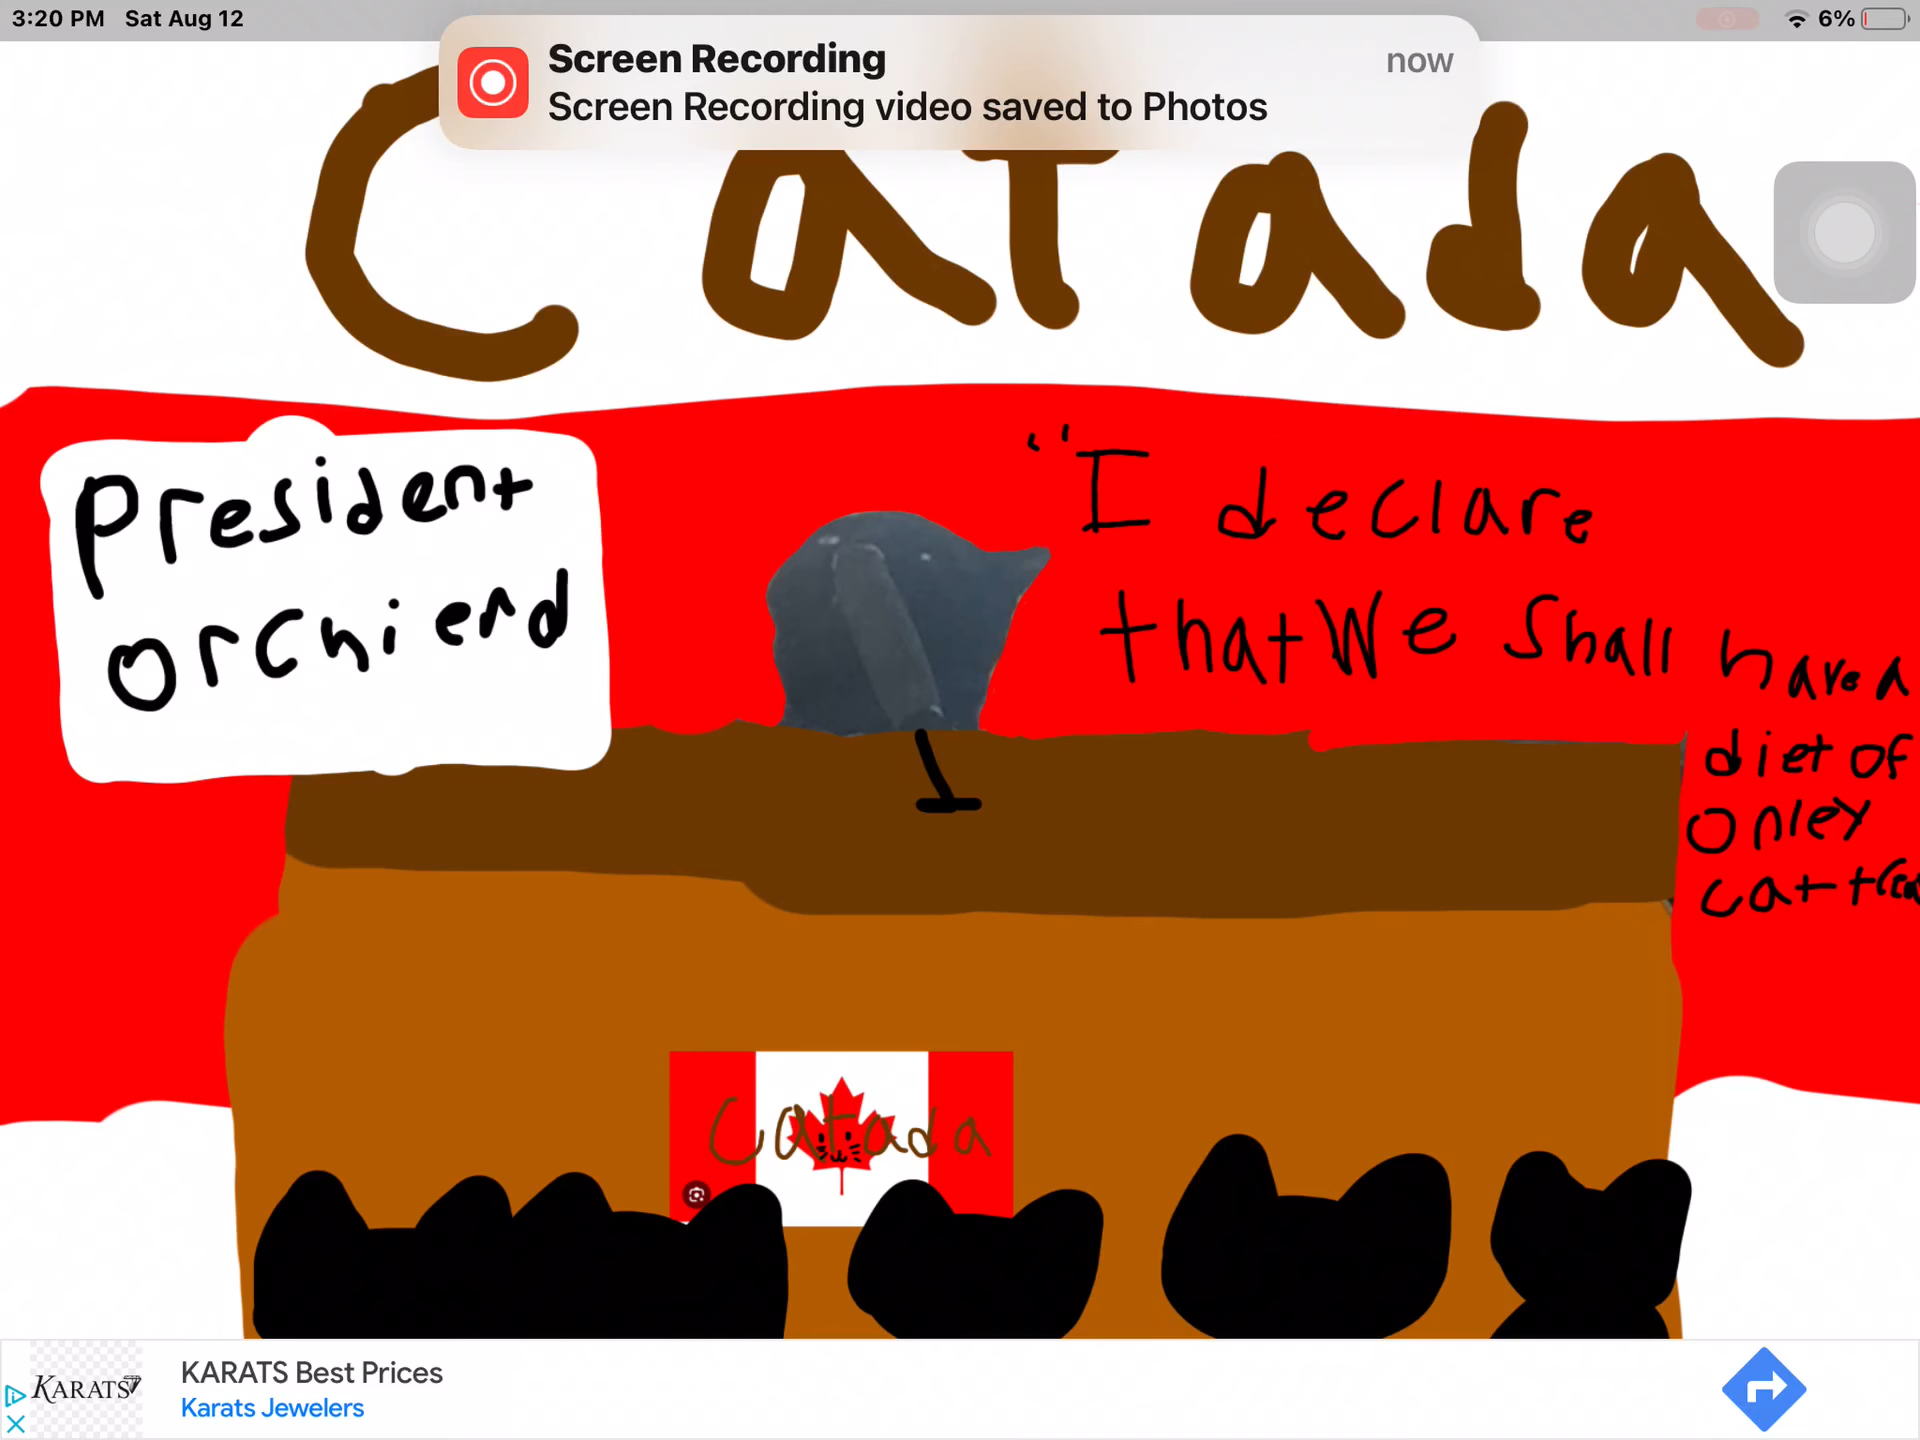 3:20 PM Sat Aug 12
6%
Screen Recording
now
Screen Recording video saved to Photos
Catada
President
orchierd
"I declare
that We shall have a
diet of
onley
cat
Catada
KARATS
KARATS Best Prices
Karats Jewelers